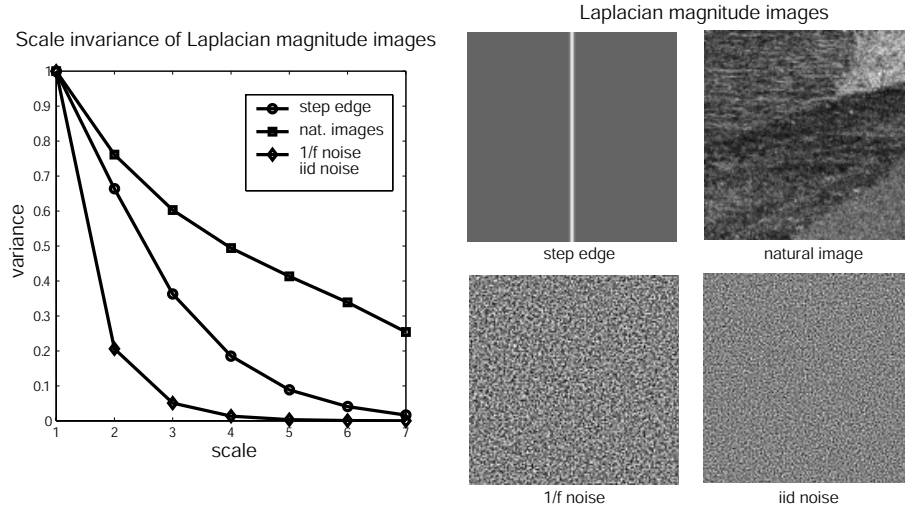 Scale invariance of Laplacian magnitude images
1
0.9
0.8
0.7
0.6
0.5
0.4
0.3
0.2
0.1
0
variance
1 2 3 4 5 6 7
scale
step edge
nat. images
1/f noise
iid noise
Laplacian magnitude images
step edge
natural image
1/f noise
iid noise